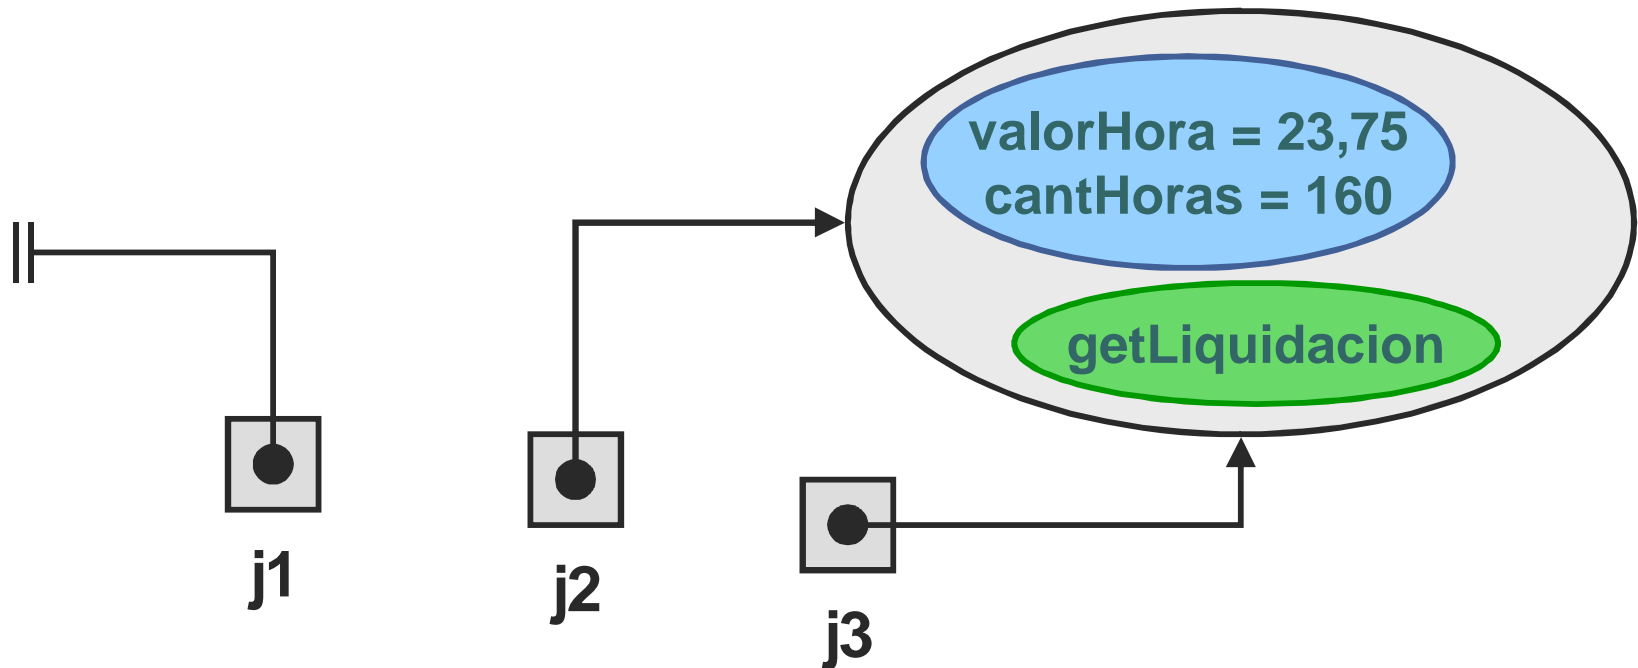 valorHora = 23,75
cantHoras = 160
getLiquidacion
j1
j2
j3